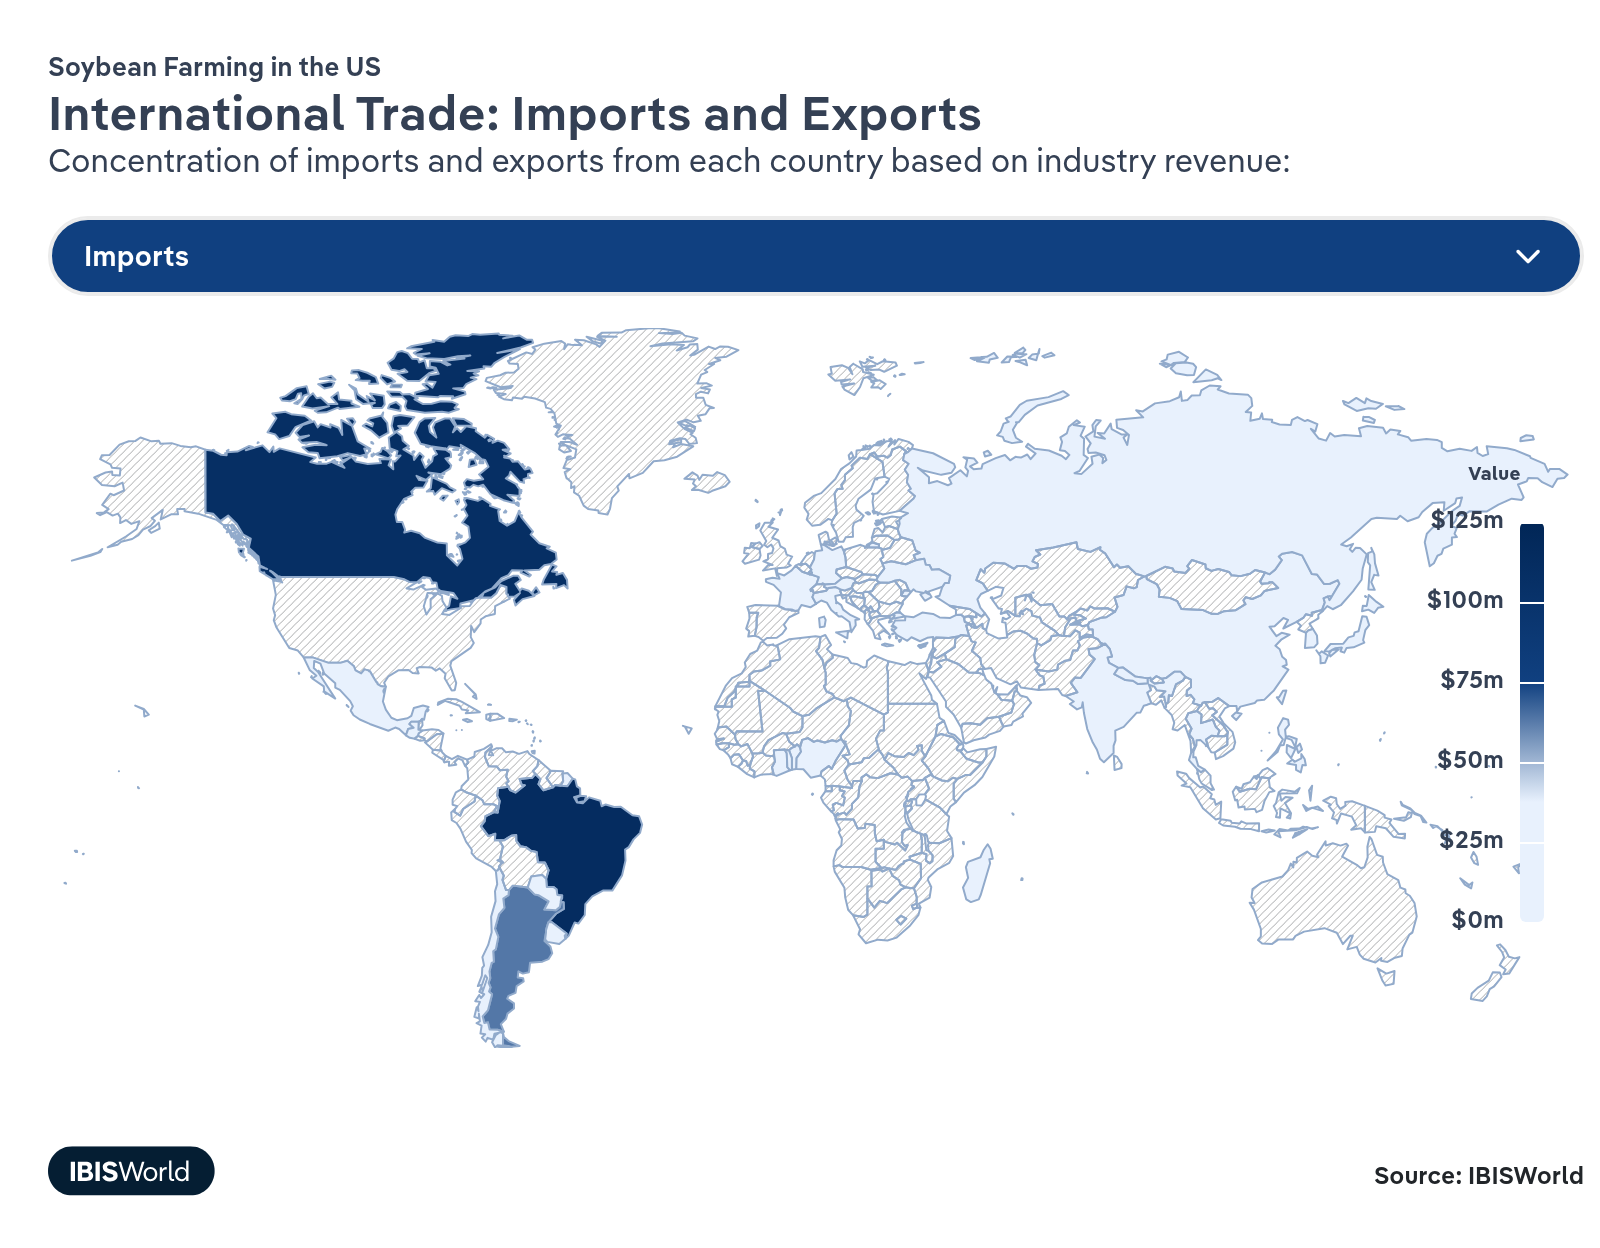 Soybean Farming in the US
International Trade: Imports and Exports
Concentration of imports and exports from each country based on industry revenue:
Imports
Value
$125m
$100m
$75m
$50m
$25m
$0m
IBISWorld
Source: IBISWorld